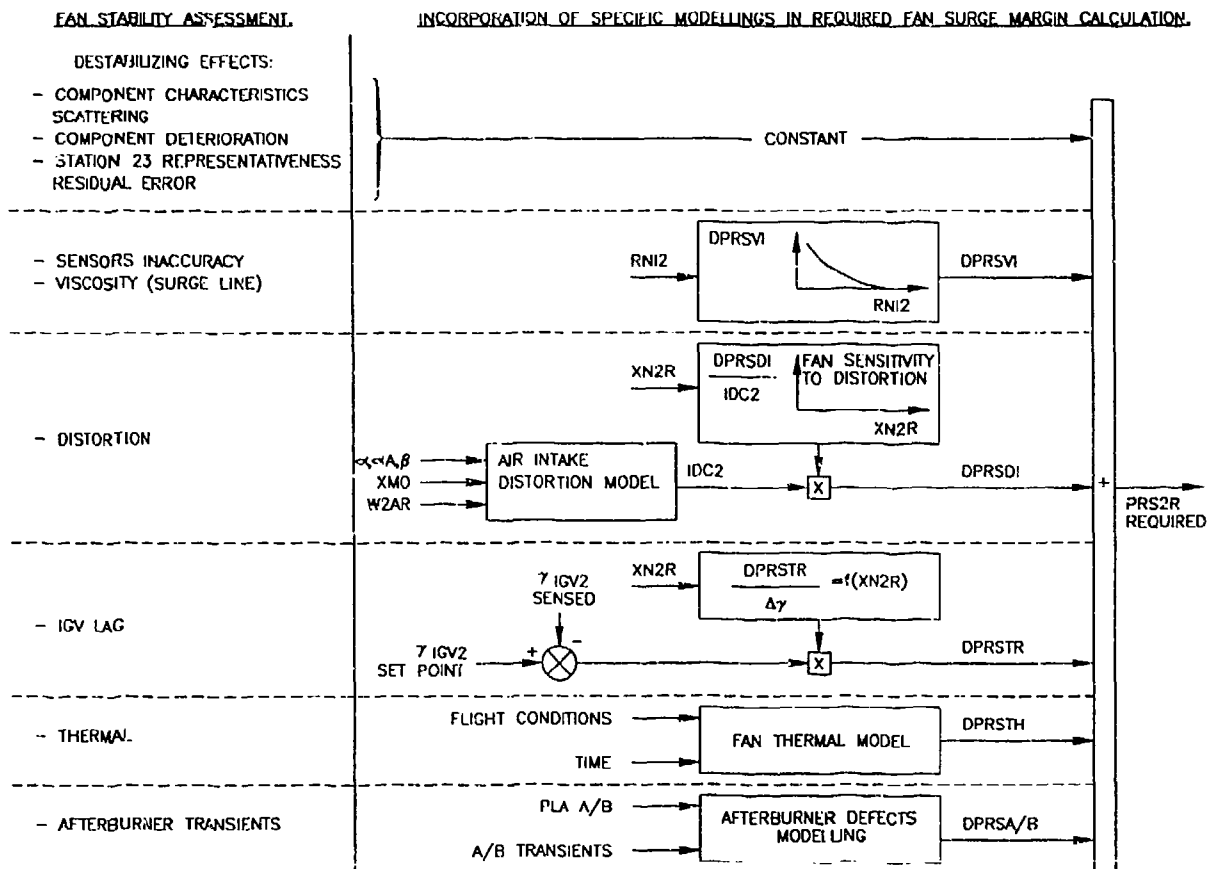 FAN STABILITY ASSESSMENT.
INCORPORATION OF SPECIFIC MODELLINGS IN REQUIRED FAN SURGE MARGIN CALCULATION.
DESTABILIZING EFFECTS:
- COMPONENT CHARACTERISTICS
SCATTERING
- COMPONENT DETERIORATION
- STATION 23 REPRESENTATIVENESS
RESIDUAL ERROR
CONSTANT
- SENSORS INACCURACY
- VISCOSITY (SURGE LINE)
RNI2
DPRSVI
RNI2
DPRSVI
- DISTORTION
XN2R
DPRSDI
IDC2
FAN SENSITIVITY
TO DISTORTION
XN2R
α,αA,β
XMO
W2AR
AIR INTAKE
DISTORTION MODEL
IDC2
X
DPRSDI
+
PRS2R
REQUIRED
- IGV LAG
γ IGV2
SENSED
XN2R
DPRSTR
Δγ
=f(XN2R)
-
+
γ IGV2
SET POINT
X
DPRSTR
- THERMAL
FLIGHT CONDITIONS
TIME
FAN THERMAL MODEL
DPRSTH
- AFTERBURNER TRANSIENTS
PLA A/B
A/B TRANSIENTS
AFTERBURNER DEFECTS
MODELLING
DPRSA/B